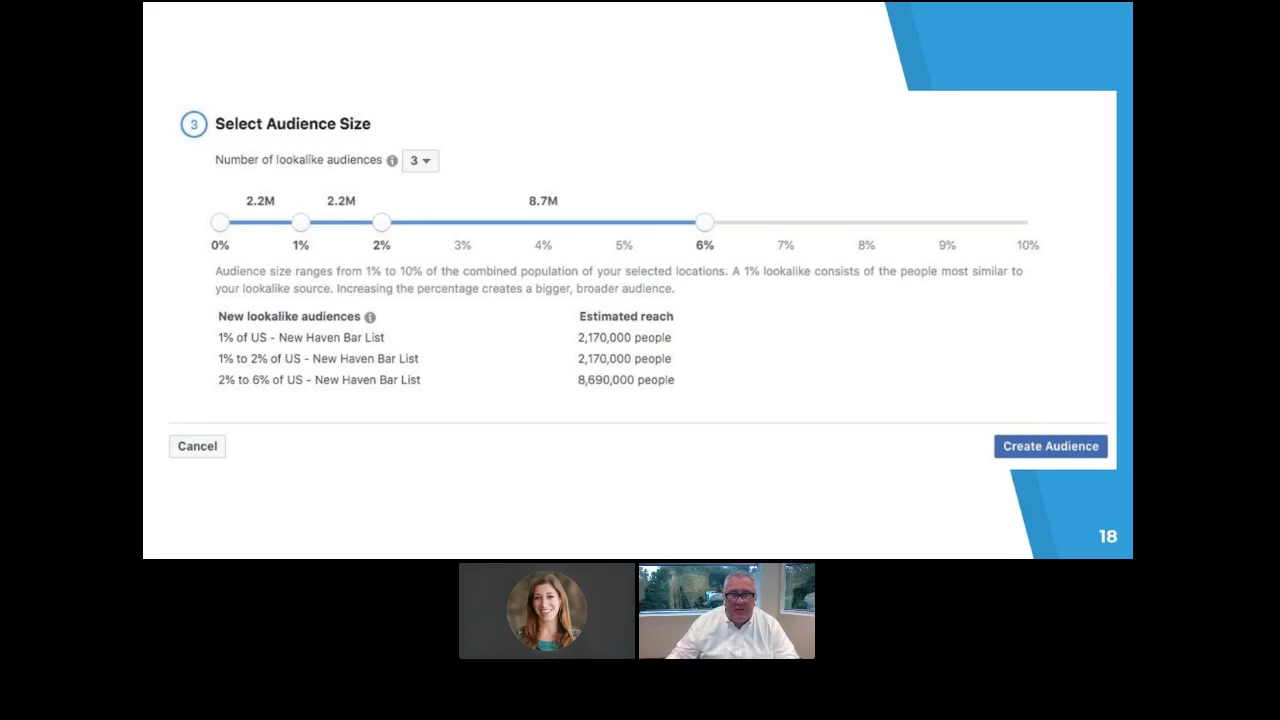 3 Select Audience Size
Number of lookalike audiences 3
2.2M 2.2M 8.7M
0% 1% 2% 3% 4% 5% 6% 7% 8% 9% 10%
Audience size ranges from 1% to 10% of the combined population of your selected locations. A 1% lookalike consists of the people most similar to
your lookalike source. Increasing the percentage creates a bigger, broader audience.
New lookalike audiences Estimated reach
1% of US - New Haven Bar List 2,170,000 people
1% to 2% of US - New Haven Bar List 2,170,000 people
2% to 6% of US - New Haven Bar List 8,690,000 people
Cancel Create Audience
18